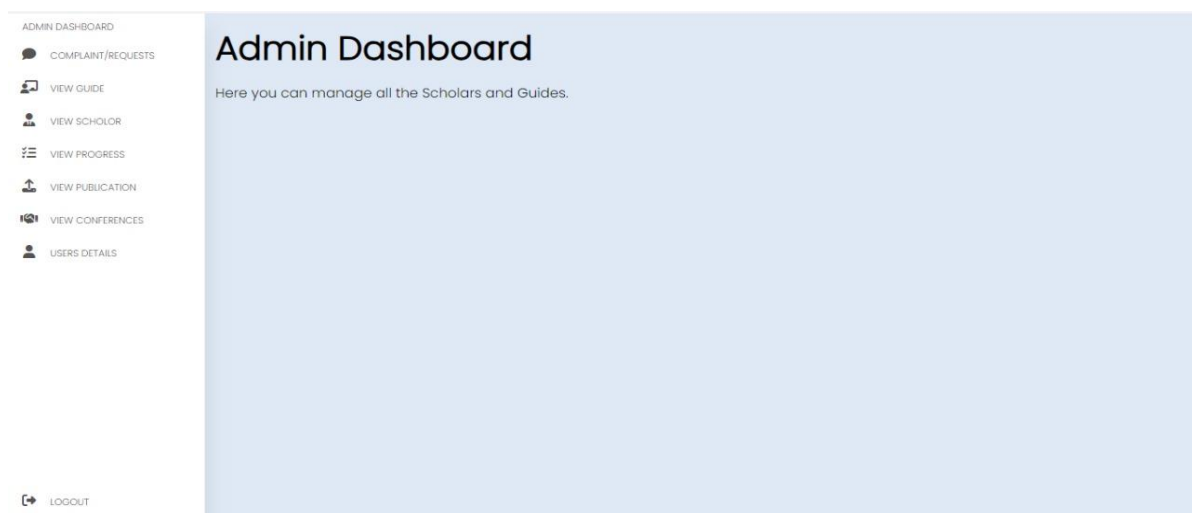 ADMIN DASHBOARD
COMPLAINT/REQUESTS
VIEW GUIDE
VIEW SCHOLOR
VIEW PROGRESS
VIEW PUBLICATION
VIEW CONFERENCES
USERS DETAILS
LOGOUT
Admin Dashboard
Here you can manage all the Scholars and Guides.